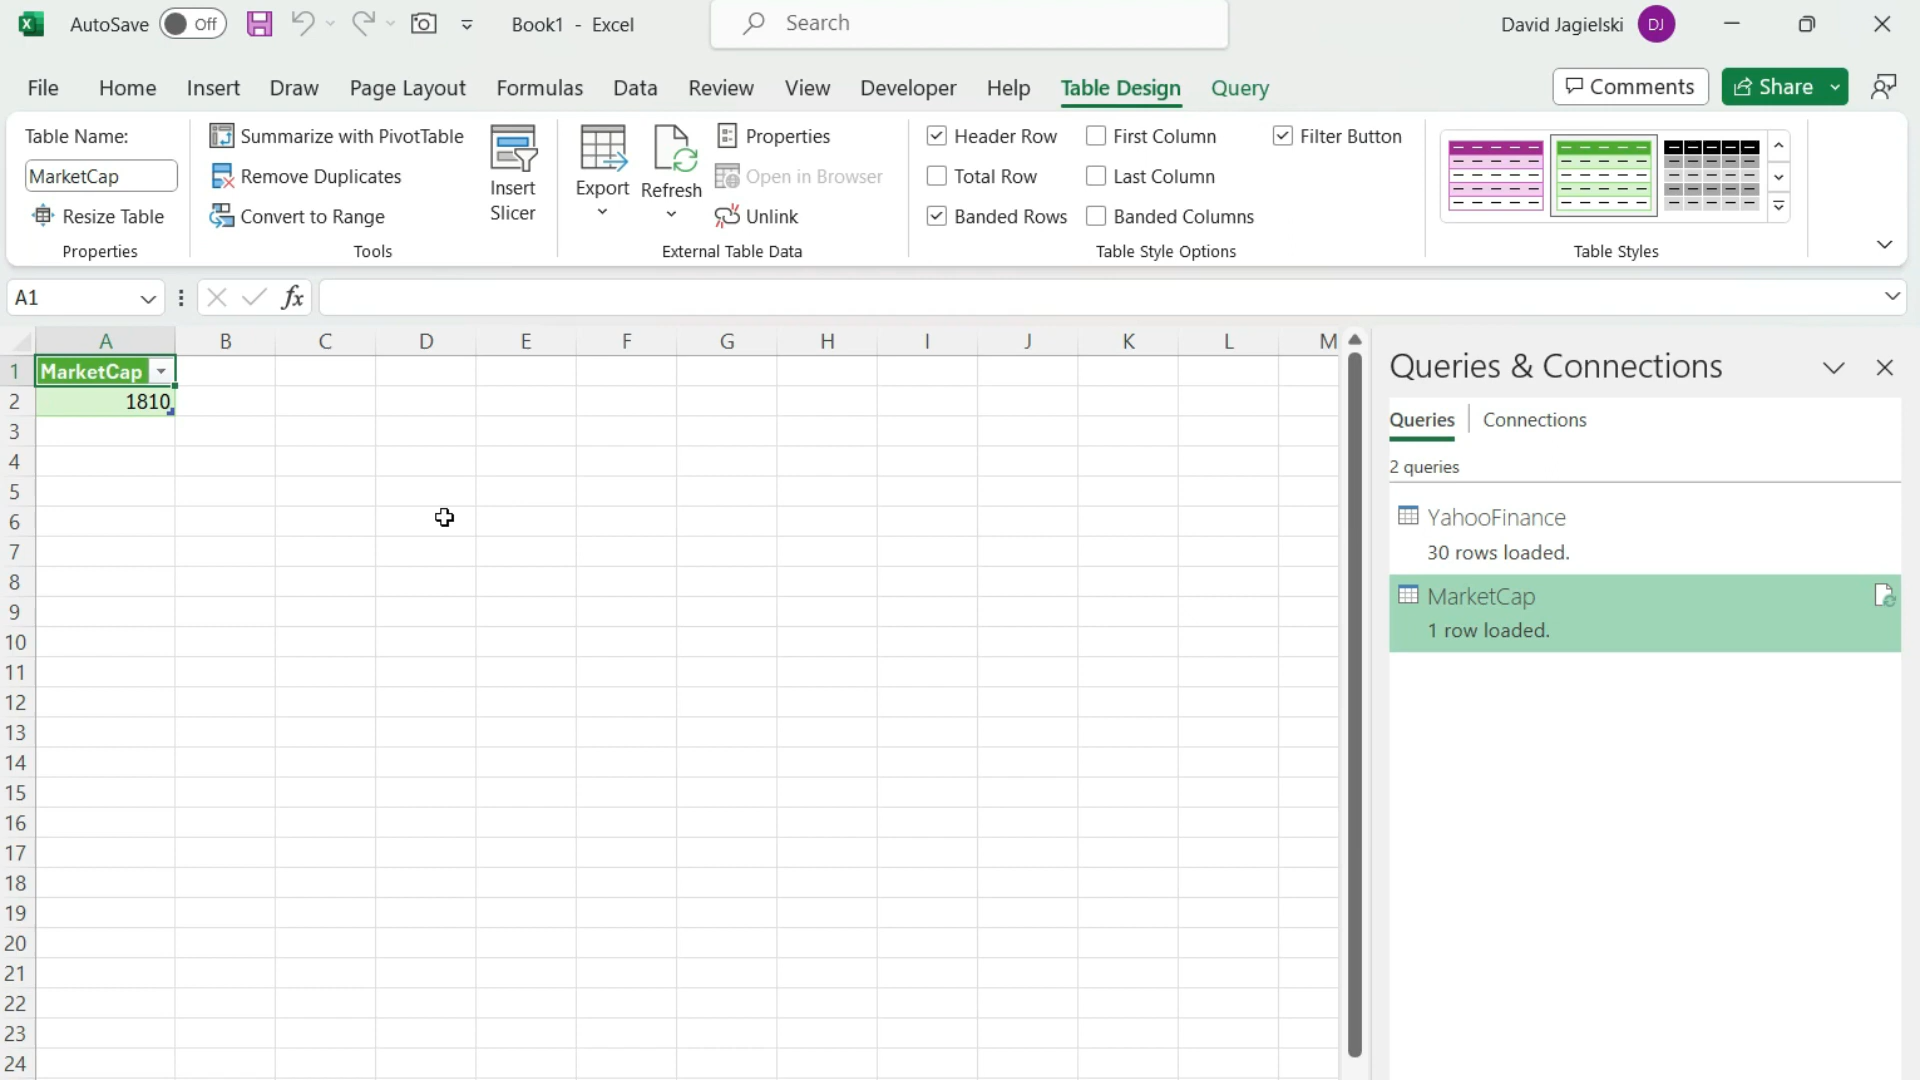 AutoSave Off Book1 - Excel Search David Jagielski DJ
File Home Insert Draw Page Layout Formulas Data Review View Developer Help Table Design Query Comments Share
Table Name:
MarketCap
Resize Table
Properties
Summarize with PivotTable
Remove Duplicates
Convert to Range
Tools
Insert
Slicer
Export
Refresh
Properties
Open in Browser
Unlink
External Table Data
Header Row
Total Row
Banded Rows
First Column
Last Column
Banded Columns
Filter Button
Table Style Options
Table Styles
A1 fx
A B C D E F G H I J K L M
1 MarketCap
2 1810
3
4
5
6
7
8
9
10
11
12
13
14
15
16
17
18
19
20
21
22
23
24
Queries & Connections
Queries Connections
2 queries
YahooFinance
30 rows loaded.
MarketCap
1 row loaded.